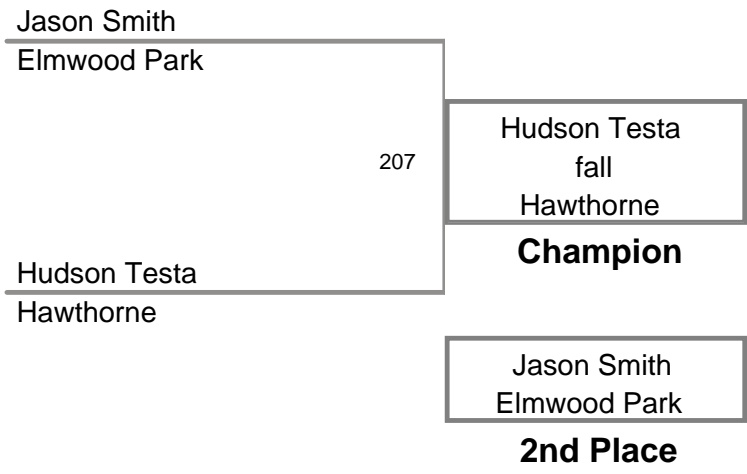 Jason Smith
Elmwood Park
Hudson Testa
fall
Hawthorne
Champion
207
Hudson Testa
Hawthorne
Jason Smith
Elmwood Park
2nd Place